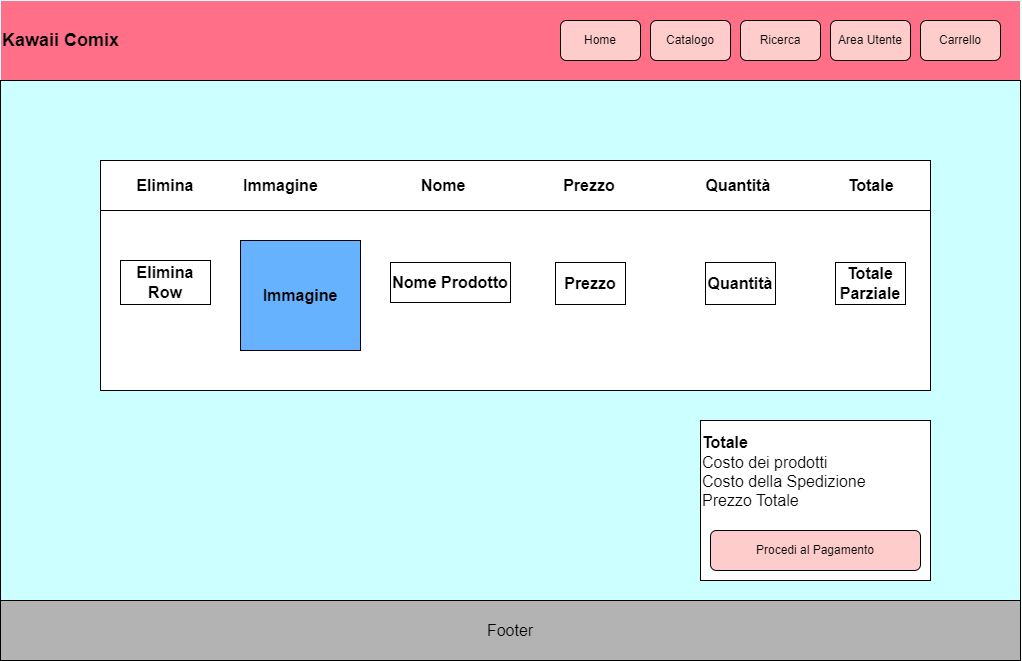 Kawaii Comix
Home
Catalogo
Ricerca
Area Utente
Carrello
Elimina
Immagine
Nome
Prezzo
Quantità
Totale
Elimina
Row
Immagine
Nome Prodotto
Prezzo
Quantità
Totale
Parziale
Totale
Costo dei prodotti
Costo della Spedizione
Prezzo Totale
Procedi al Pagamento
Footer